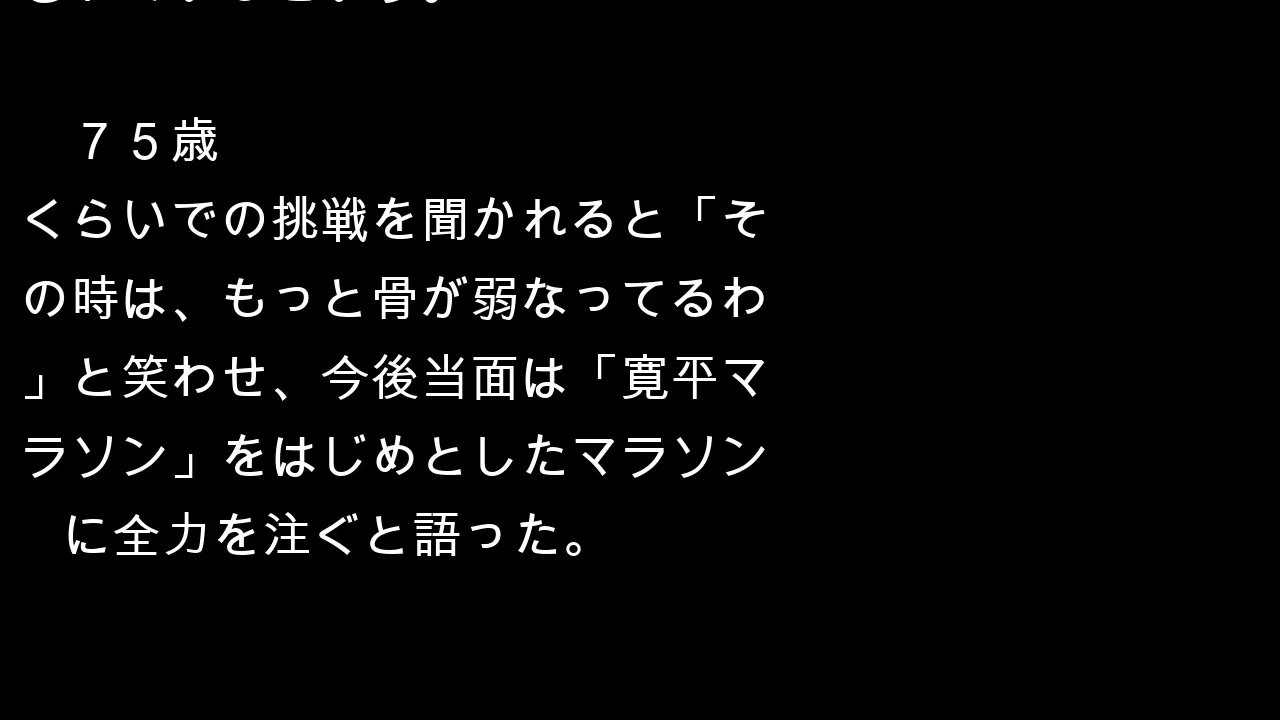 ７５歳
くらいでの挑戦を聞かれると「そ
の時は、もっと骨が弱なってるわ
」と笑わせ、今後当面は「寛平マ
ラソン」をはじめとしたマラソン
に全力を注ぐと語った。